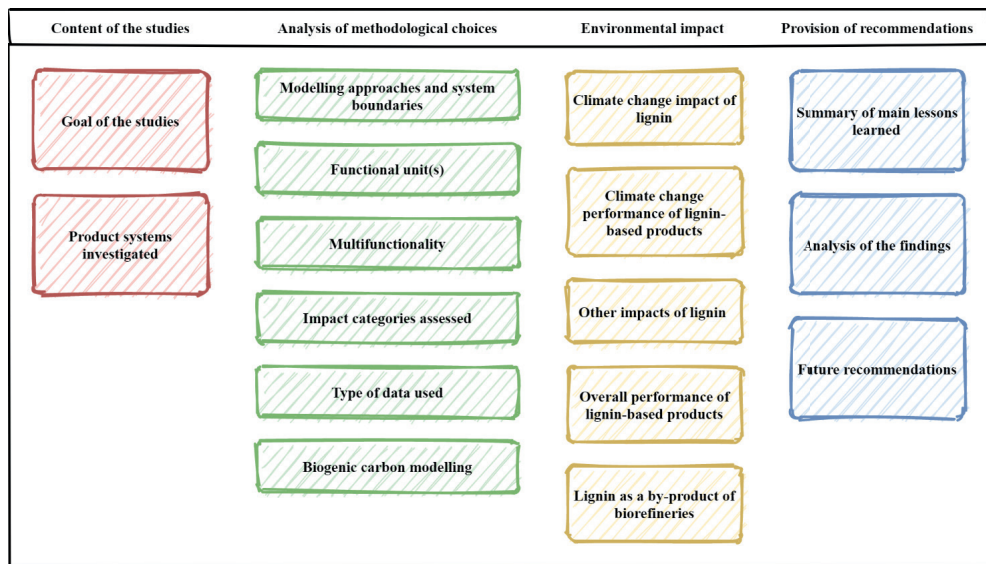 Content of the studies
Analysis of methodological choices
Environmental impact
Provision of recommendations
Goal of the studies
Product systems
investigated
Modelling approaches and system
boundaries
Functional unit(s)
Multifunctionality
Impact categories assessed
Type of data used
Biogenic carbon modelling
Climate change impact of
lignin
Climate change
performance of lignin-
based products
Other impacts of lignin
Overall performance of
lignin-based products
Lignin as a by-product of
biorefineries
Summary of main lessons
learned
Analysis of the findings
Future recommendations